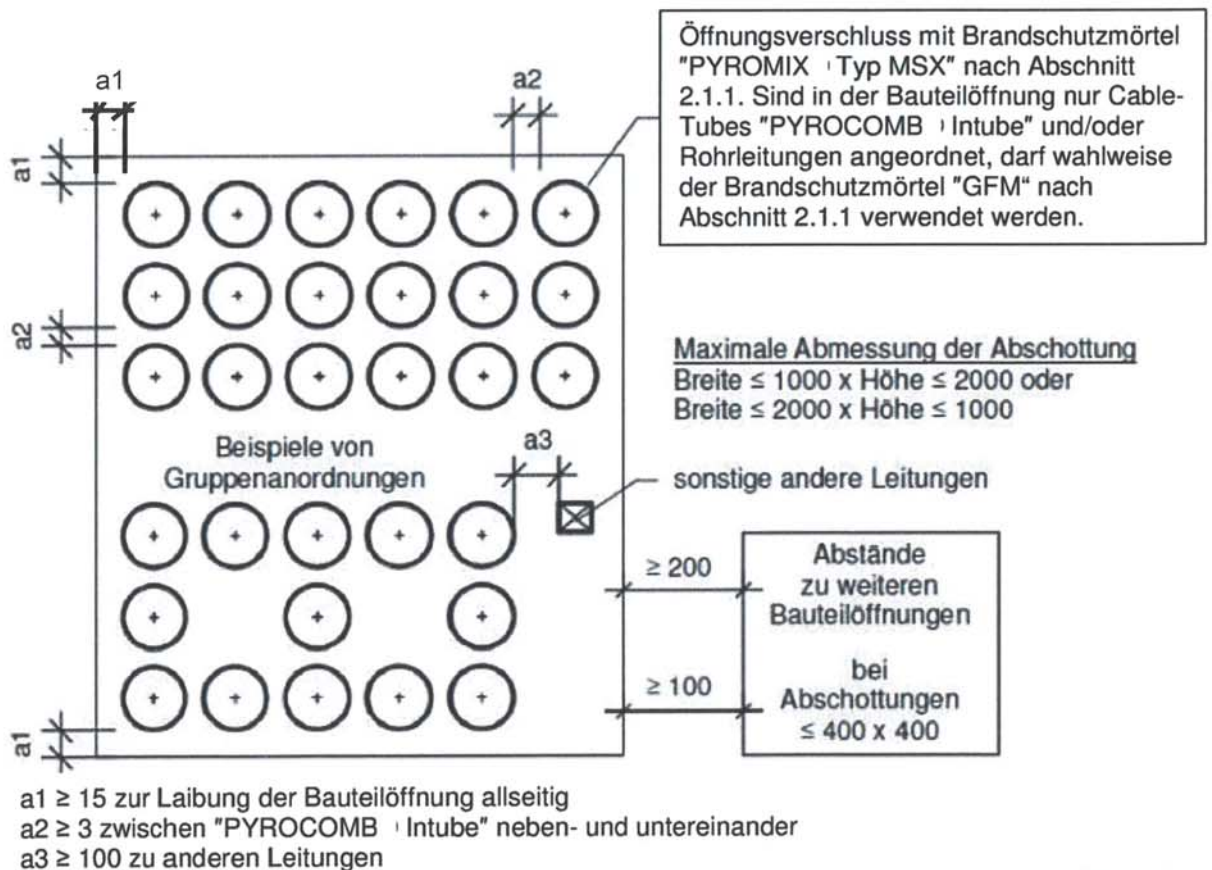 Öffnungsverschluss mit Brandschutzmörtel
"PYROMIX Typ MSX" nach Abschnitt
2.1.1. Sind in der Bauteilöffnung nur Cable-
Tubes "PYROCOMB Intube" und/oder
Rohrleitungen angeordnet, darf wahlweise
der Brandschutzmörtel "GFM“ nach
Abschnitt 2.1.1 verwendet werden.
a1
a2
a1
a2
Maximale Abmessung der Abschottung
Breite ≤ 1000 x Höhe ≤ 2000 oder
Breite ≤ 2000 x Höhe ≤ 1000
Beispiele von
Gruppenanordnungen
a3
sonstige andere Leitungen
≥ 200
Abstände
zu weiteren
Bauteilöffnungen
≥ 100
bei
Abschottungen
≤ 400 x 400
a1
a1 ≥ 15 zur Laibung der Bauteilöffnung allseitig
a2 ≥ 3 zwischen "PYROCOMB Intube" neben- und untereinander
a3 ≥ 100 zu anderen Leitungen